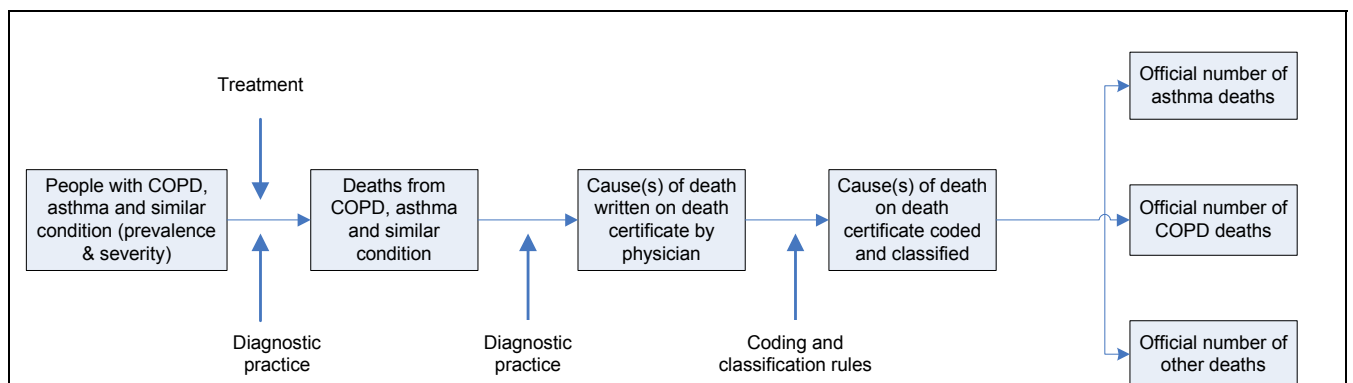 Treatment
People with COPD,
asthma and similar
condition (prevalence
& severity)
Deaths from
COPD, asthma
and similar
condition
Cause(s) of death
written on death
certificate by
physician
Cause(s) of death
on death
certificate coded
and classified
Official number of
asthma deaths
Official number of
COPD deaths
Official number of
other deaths
Diagnostic
practice
Diagnostic
practice
Coding and
classification rules